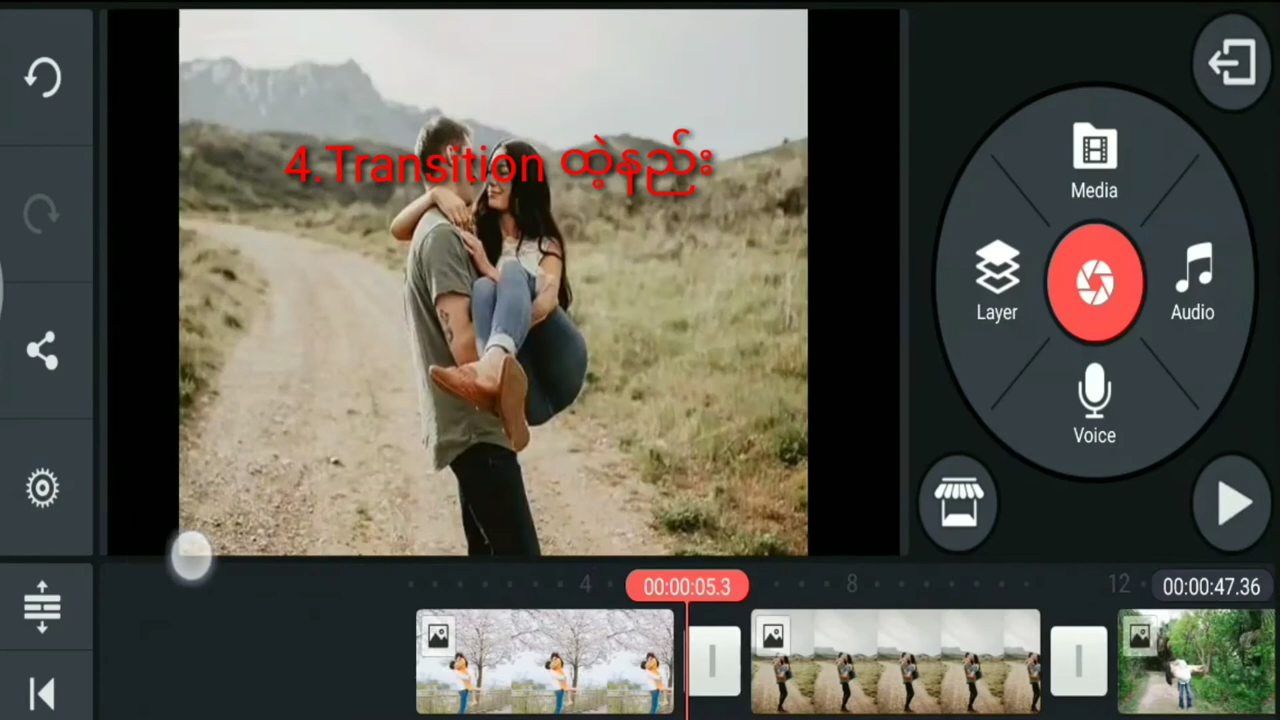 4.Transition ထဲ့နည်း
Media
Layer
Audio
Voice
4
00:00:05.3
8
12
00:00:47.36